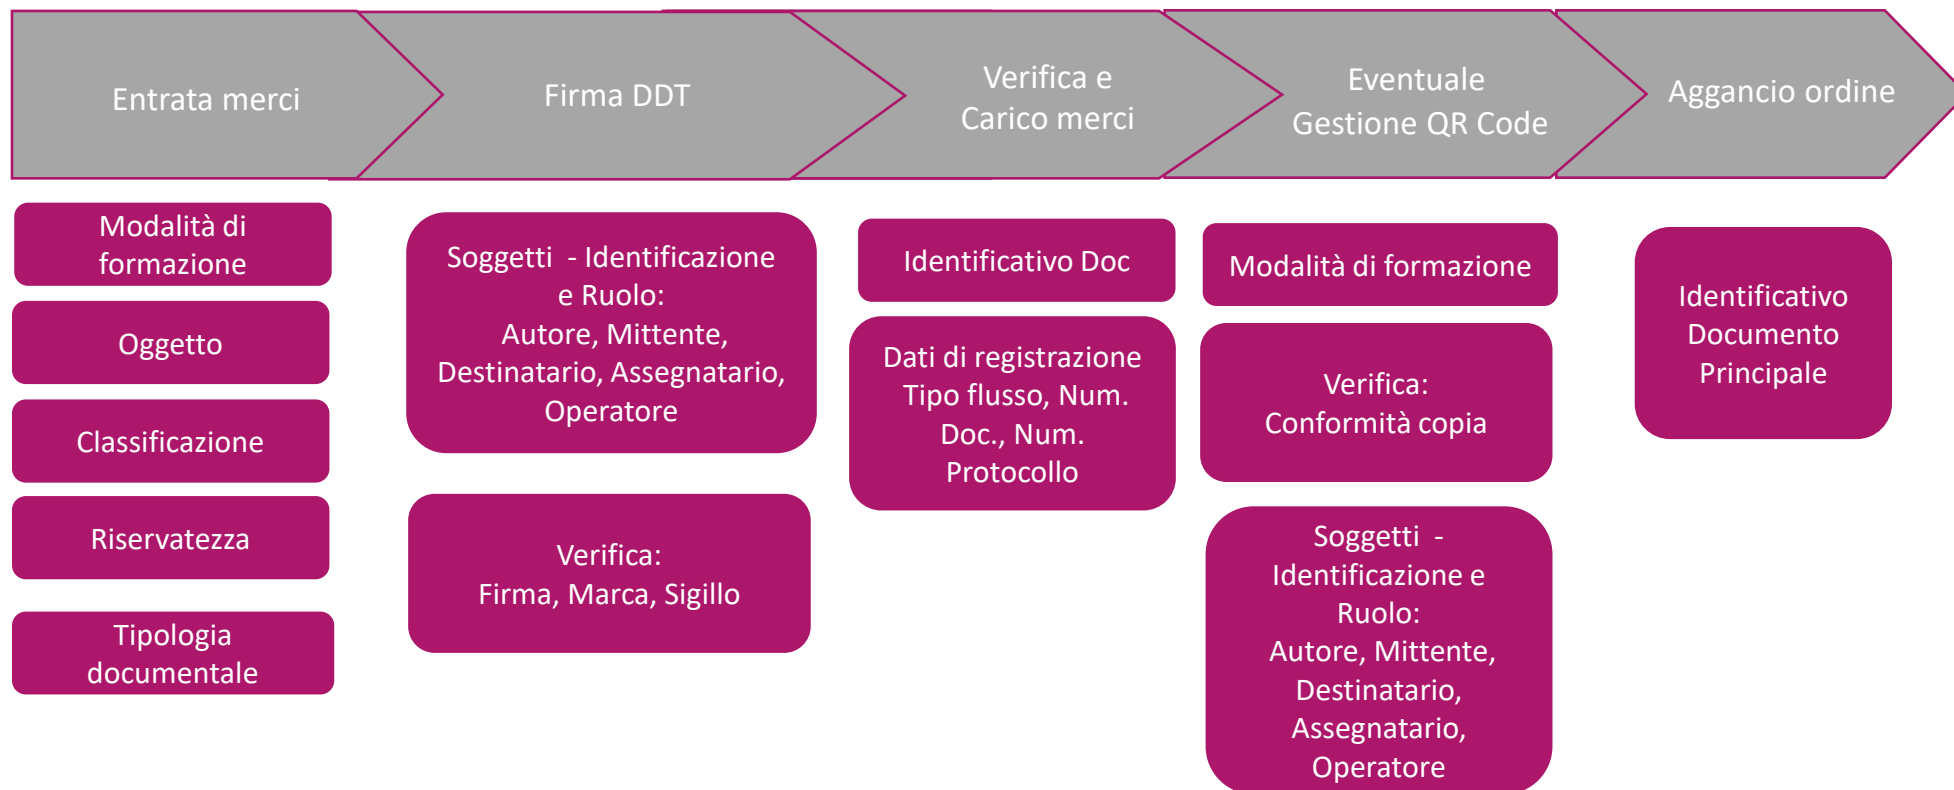 Entrata merci
Firma DDT
Verifica e
Carico merci
Eventuale
Gestione QR Code
Aggancio ordine
Modalità di
formazione
Oggetto
Classificazione
Riservatezza
Tipologia
documentale
Soggetti - Identificazione
e Ruolo:
Autore, Mittente,
Destinatario, Assegnatario,
Operatore
Verifica:
Firma, Marca, Sigillo
Identificativo Doc
Dati di registrazione
Tipo flusso, Num.
Doc., Num.
Protocollo
Modalità di formazione
Verifica:
Conformità copia
Soggetti -
Identificazione e
Ruolo:
Autore, Mittente,
Destinatario,
Assegnatario,
Operatore
Identificativo
Documento
Principale